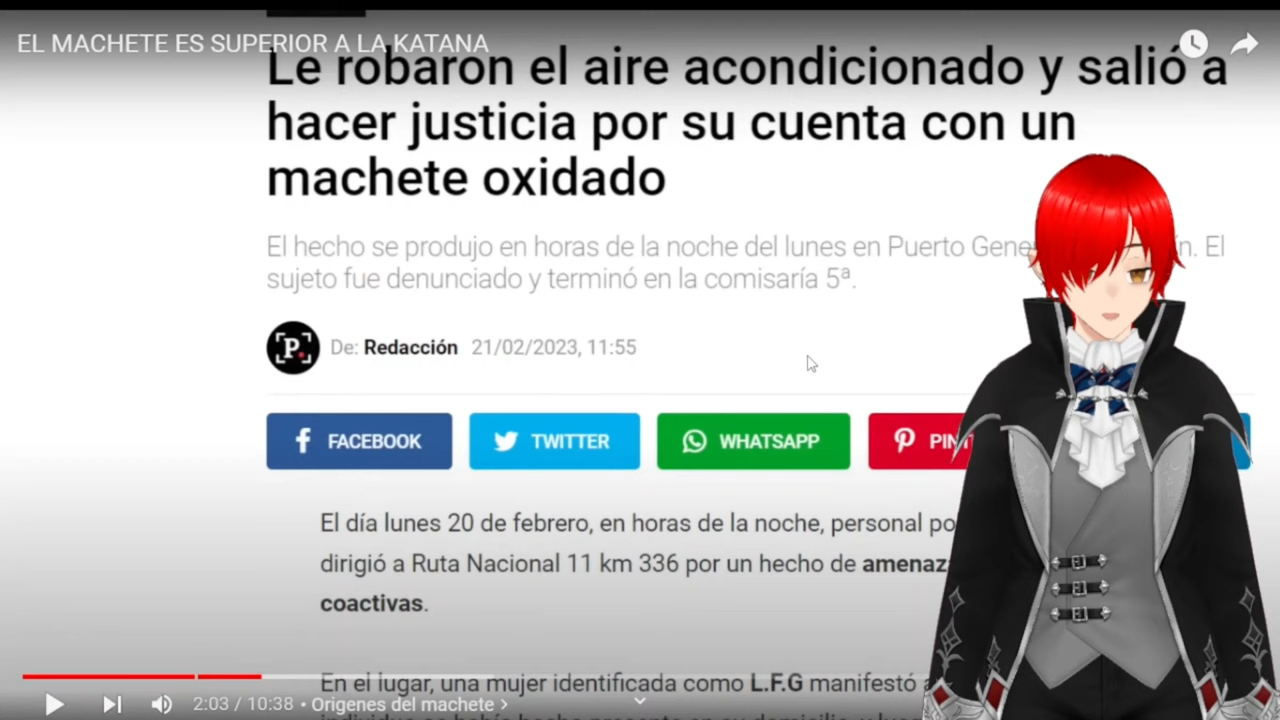 EL MACHETE ES SUPERIOR A LA KATANA
Le robaron el aire acondicionado y salió a
hacer justicia por su cuenta con un
machete oxidado
El hecho se produjo en horas de la noche del lunes en Puerto El
sujeto fue denunciado y terminó en la comisaría 5ª.
P.
De: Redacción 21/02/2023, 11:55
FACEBOOK TWITTER WHATSAPP
El día lunes 20 de febrero, en horas de la noche, personal
dirigió a Ruta Nacional 11 km 336 por un hecho de
coactivas.
En el lugar, una mujer identificada como L.F.G manifestó
2:03 / 10:38 • Origenes del machete